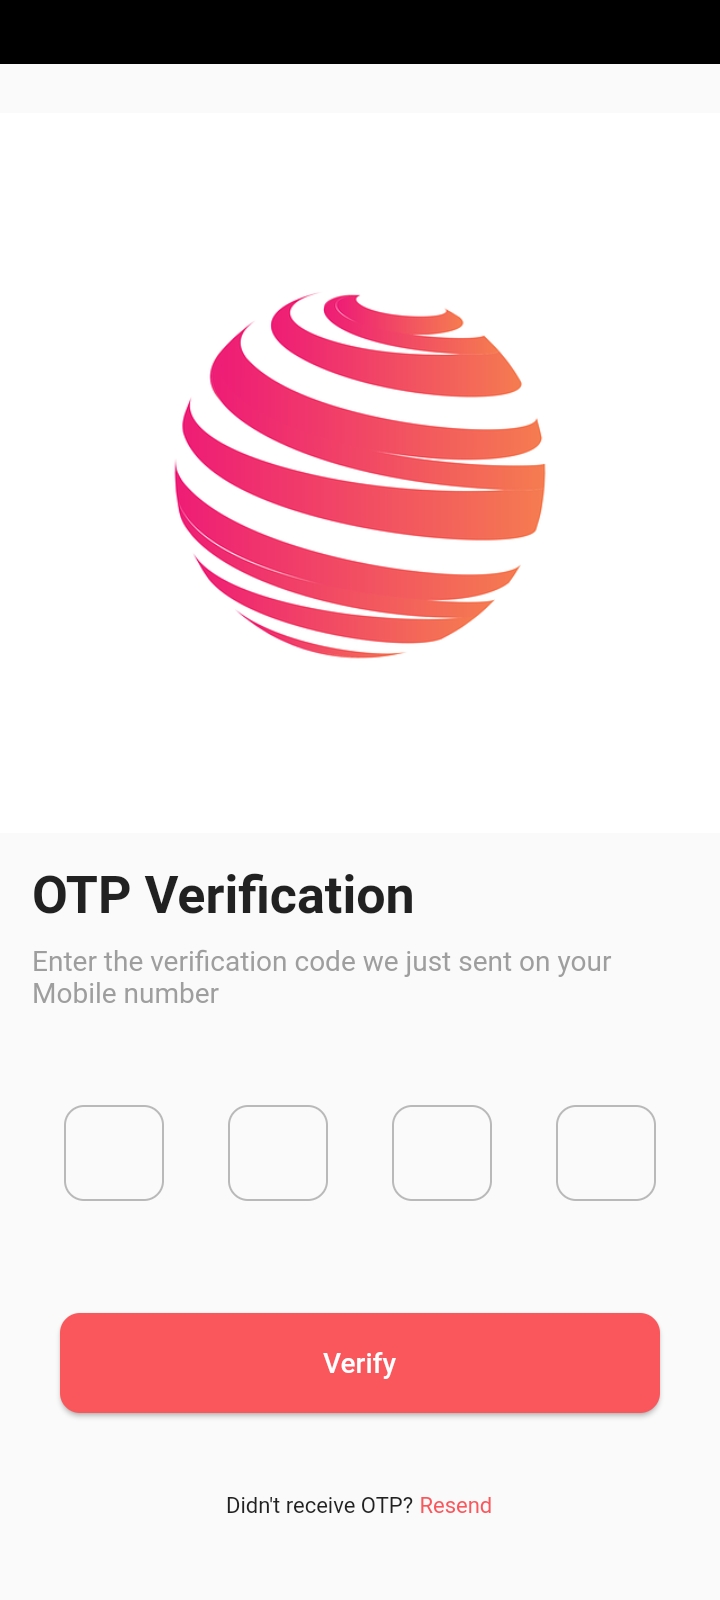 OTP Verification
Enter the verification code we just sent on your
Mobile number
Verify
Didn't receive OTP? Resend